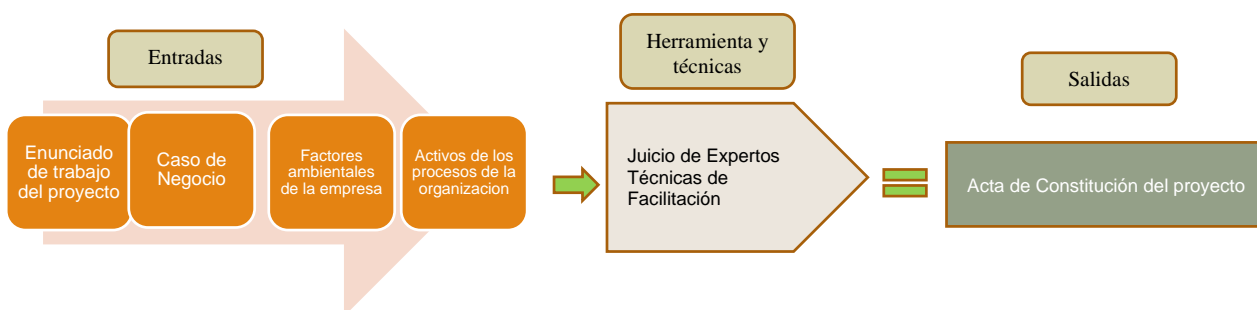 Entradas
Enunciado
de trabajo
del proyecto
Caso de
Negocio
Factores
ambientales
de la empresa
Activos de los
procesos de la
organizacion
Herramienta y
técnicas
Juicio de Expertos
Técnicas de
Facilitación
Salidas
Acta de Constitución del proyecto